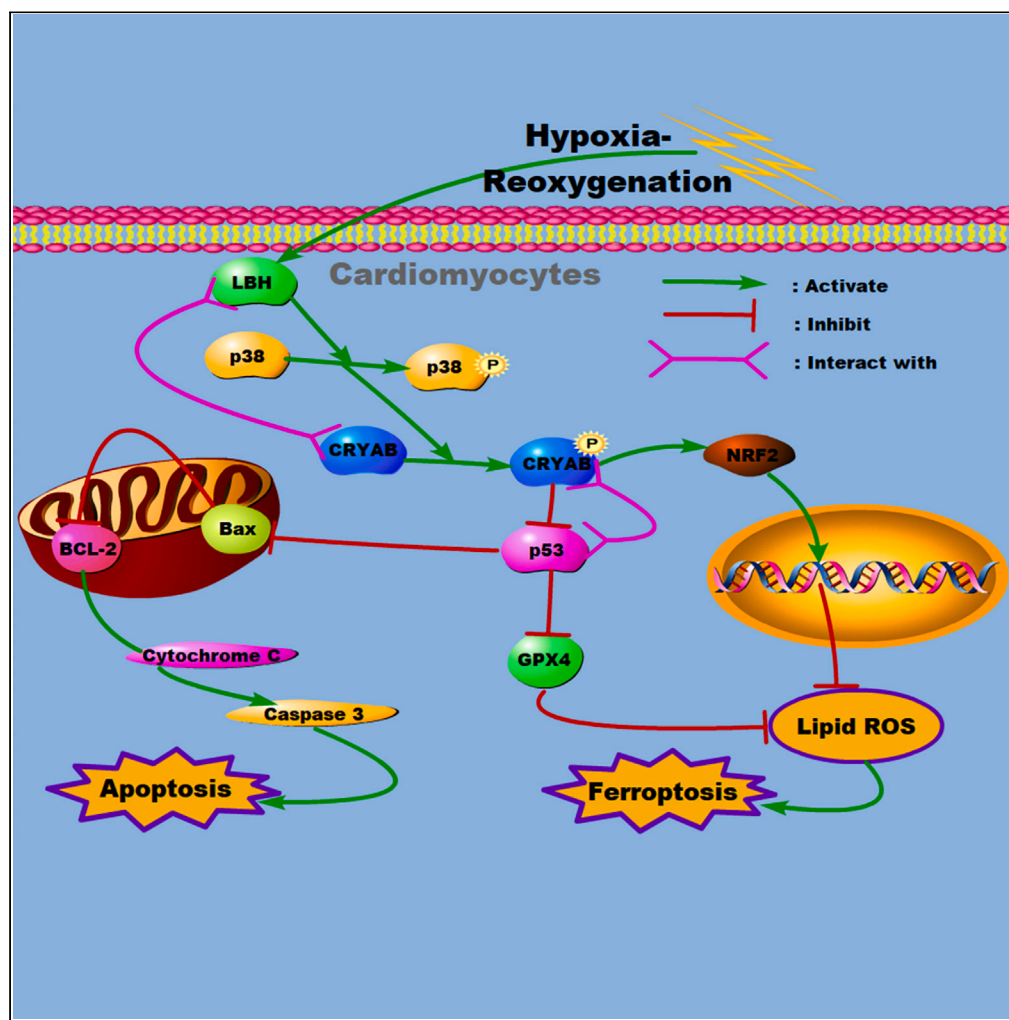 Hypoxia-
Reoxygenation
Cardiomyocytes
LBH
: Activate
: Inhibit
: Interact with
p38
p38
P
CRYAB
CRYAB
P
NRF2
BCL-2
Bax
p53
Cytochrome C
GPX4
Caspase 3
Lipid ROS
Apoptosis
Ferroptosis